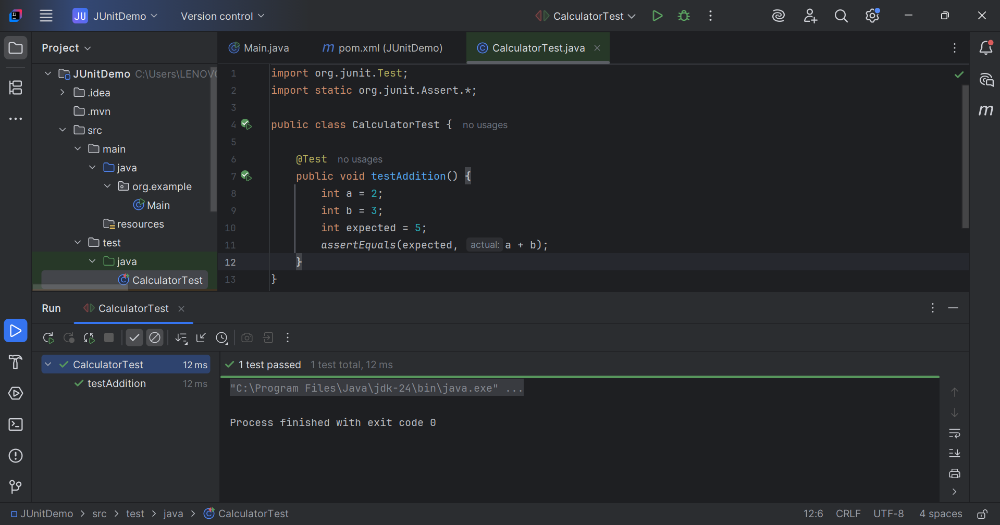 JU JUnitDemo Version control CalculatorTest
Project
Main.java m pom.xml (JUnitDemo) CalculatorTest.java
JUnitDemo C:\Users\LENOVO
.idea
.mvn
src
main
java
org.example
Main
resources
test
java
CalculatorTest
1 import org.junit.Test;
2 import static org.junit.Assert.*;
3
4 public class CalculatorTest { no usages
5
6 @Test no usages
7 public void testAddition() {
8 int a = 2;
9 int b = 3;
10 int expected = 5;
11 assertEquals(expected, actual: a + b);
12 }
13 }
m
Run CalculatorTest
CalculatorTest 12 ms
testAddition 12 ms
1 test passed 1 test total, 12 ms
"C:\Program Files\Java\jdk-24\bin\java.exe" ...
Process finished with exit code 0
JUnitDemo > src > test > java > CalculatorTest 12:6 CRLF UTF-8 4 spaces